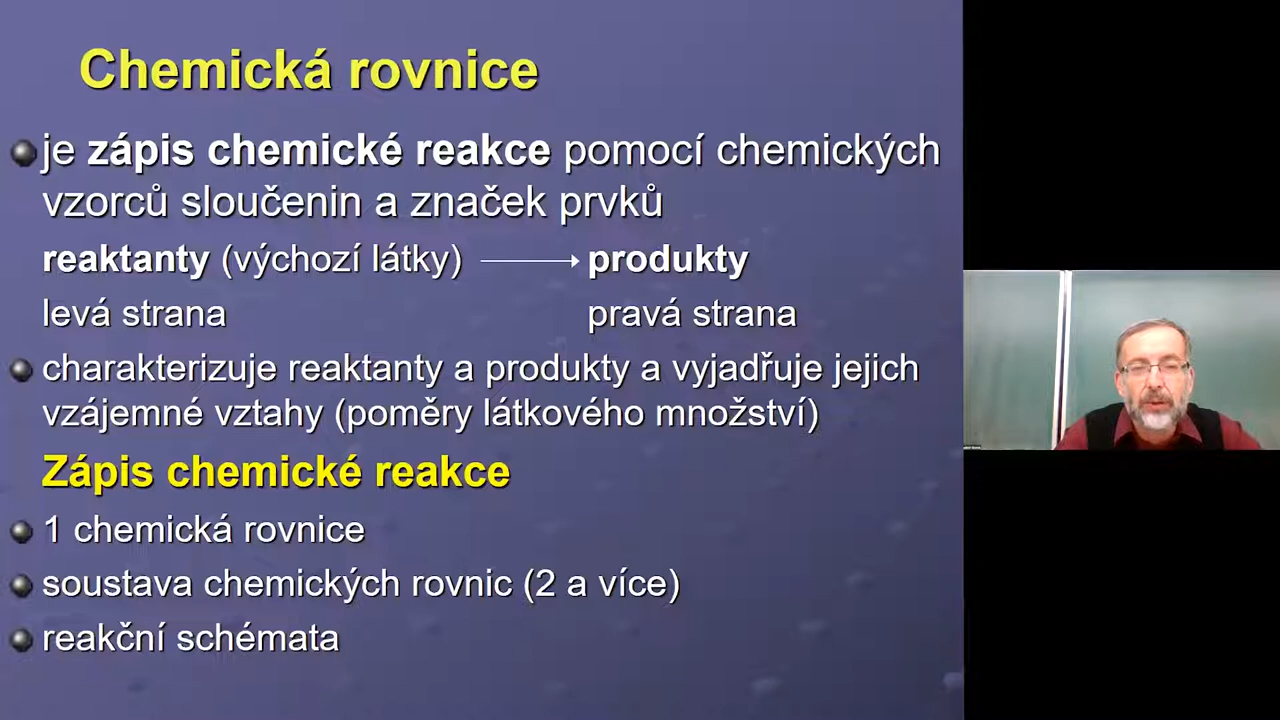 Chemická rovnice
je zápis chemické reakce pomocí chemických
vzorců sloučenin a značek prvků
reaktanty (výchozí látky) → produkty
levá strana pravá strana
charakterizuje reaktanty a produkty a vyjadřuje jejich
vzájemné vztahy (poměry látkového množství)
Zápis chemické reakce
1 chemická rovnice
soustava chemických rovnic (2 a více)
reakční schémata